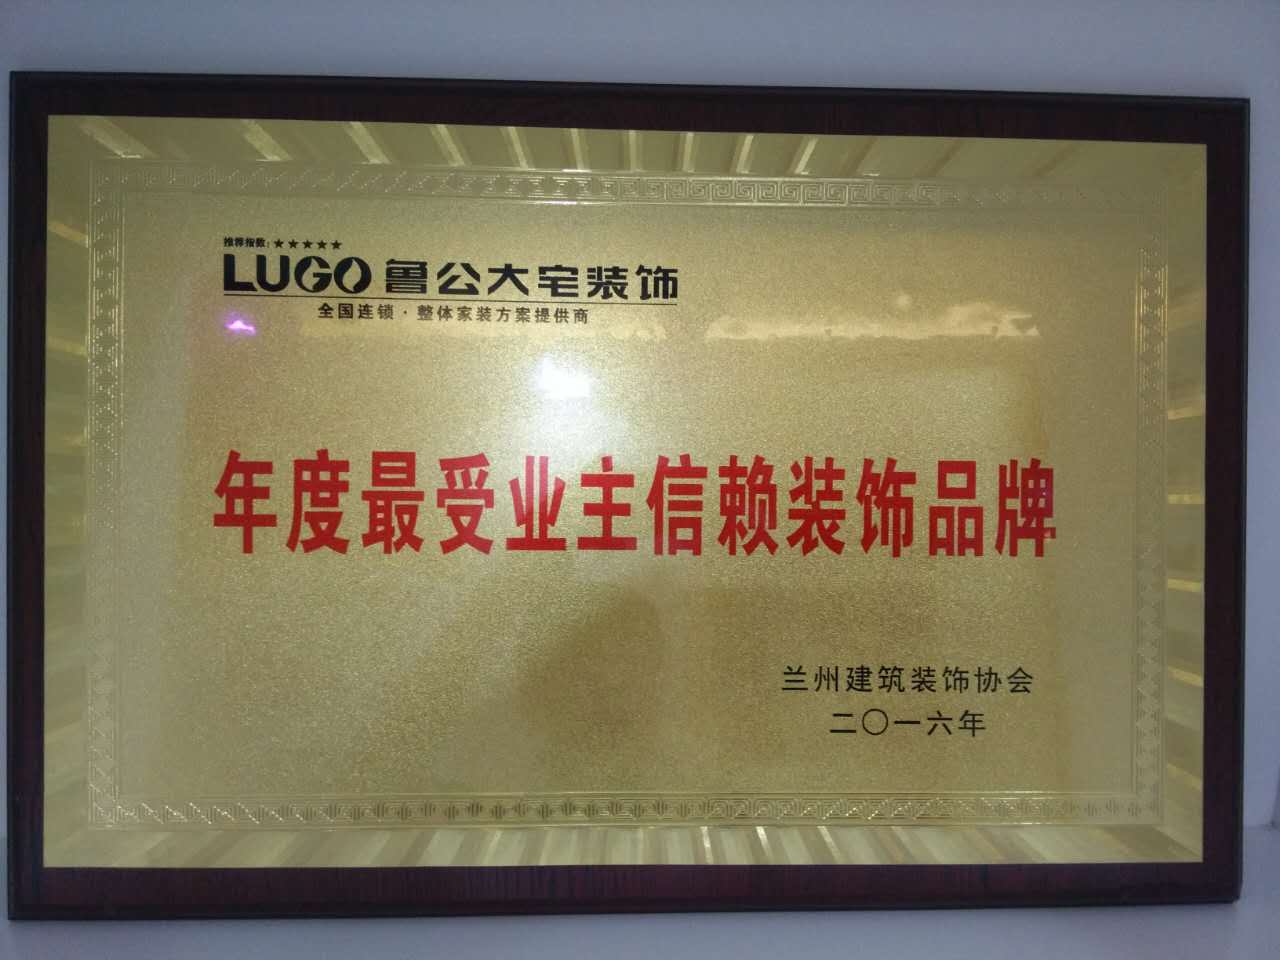 推荐指数:★★★★★
LUGO 鲁公大宅装饰
全国连锁·整体家装方案提供商
年度最受业主信赖装饰品牌
兰州建筑装饰协会
二〇一六年